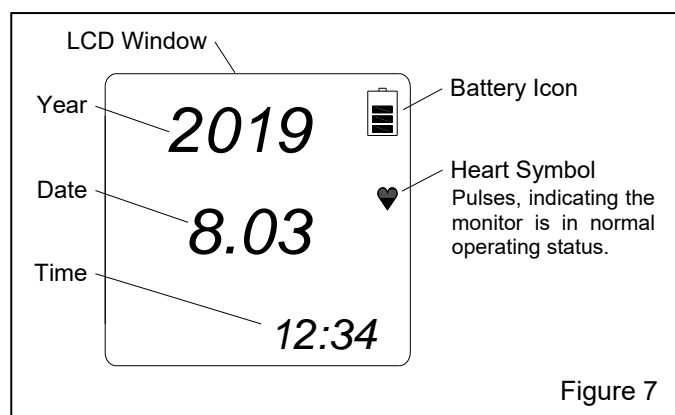 LCD Window
Year
2019
Battery Icon
Date
8.03
Heart Symbol
Pulses, indicating the
monitor is in normal
operating status.
Time
12:34
Figure 7